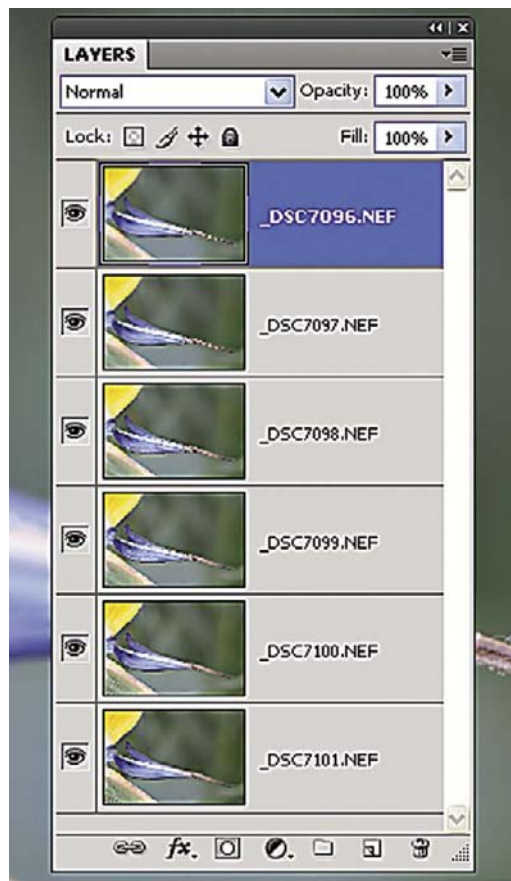 LAYERS
Normal Opacity: 100%
Lock: Fill: 100%
_DSC7096.NEF
_DSC7097.NEF
_DSC7098.NEF
_DSC7099.NEF
_DSC7100.NEF
_DSC7101.NEF
fx.